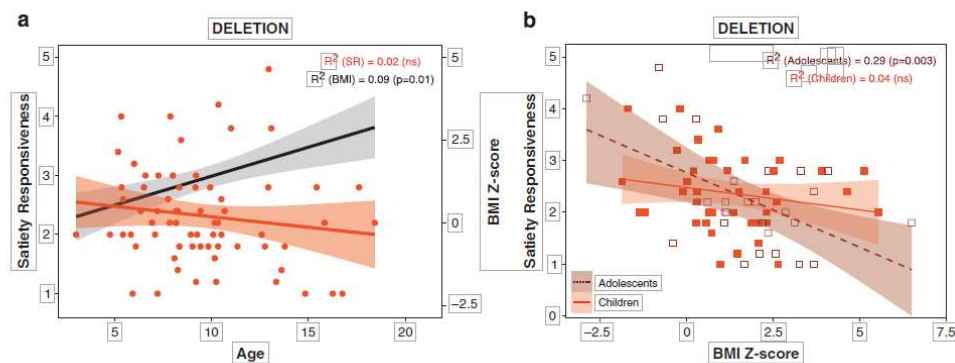 a
DELETION
R² (SR) = 0.02 (ns)
R² (BMI) = 0.09 (p=0.01)
Satiety Responsiveness
5
4
3
2
1
5
2.5
0
−2.5
BMI Z-score
5
10
15
20
Age
b
DELETION
R² (Adolescents) = 0.29 (p=0.003)
R² (Children) = 0.04 (ns)
Satiety Responsiveness
5
4
3
2
1
0
Adolescents
Children
−2.5
0
2.5
5
7.5
BMI Z-score